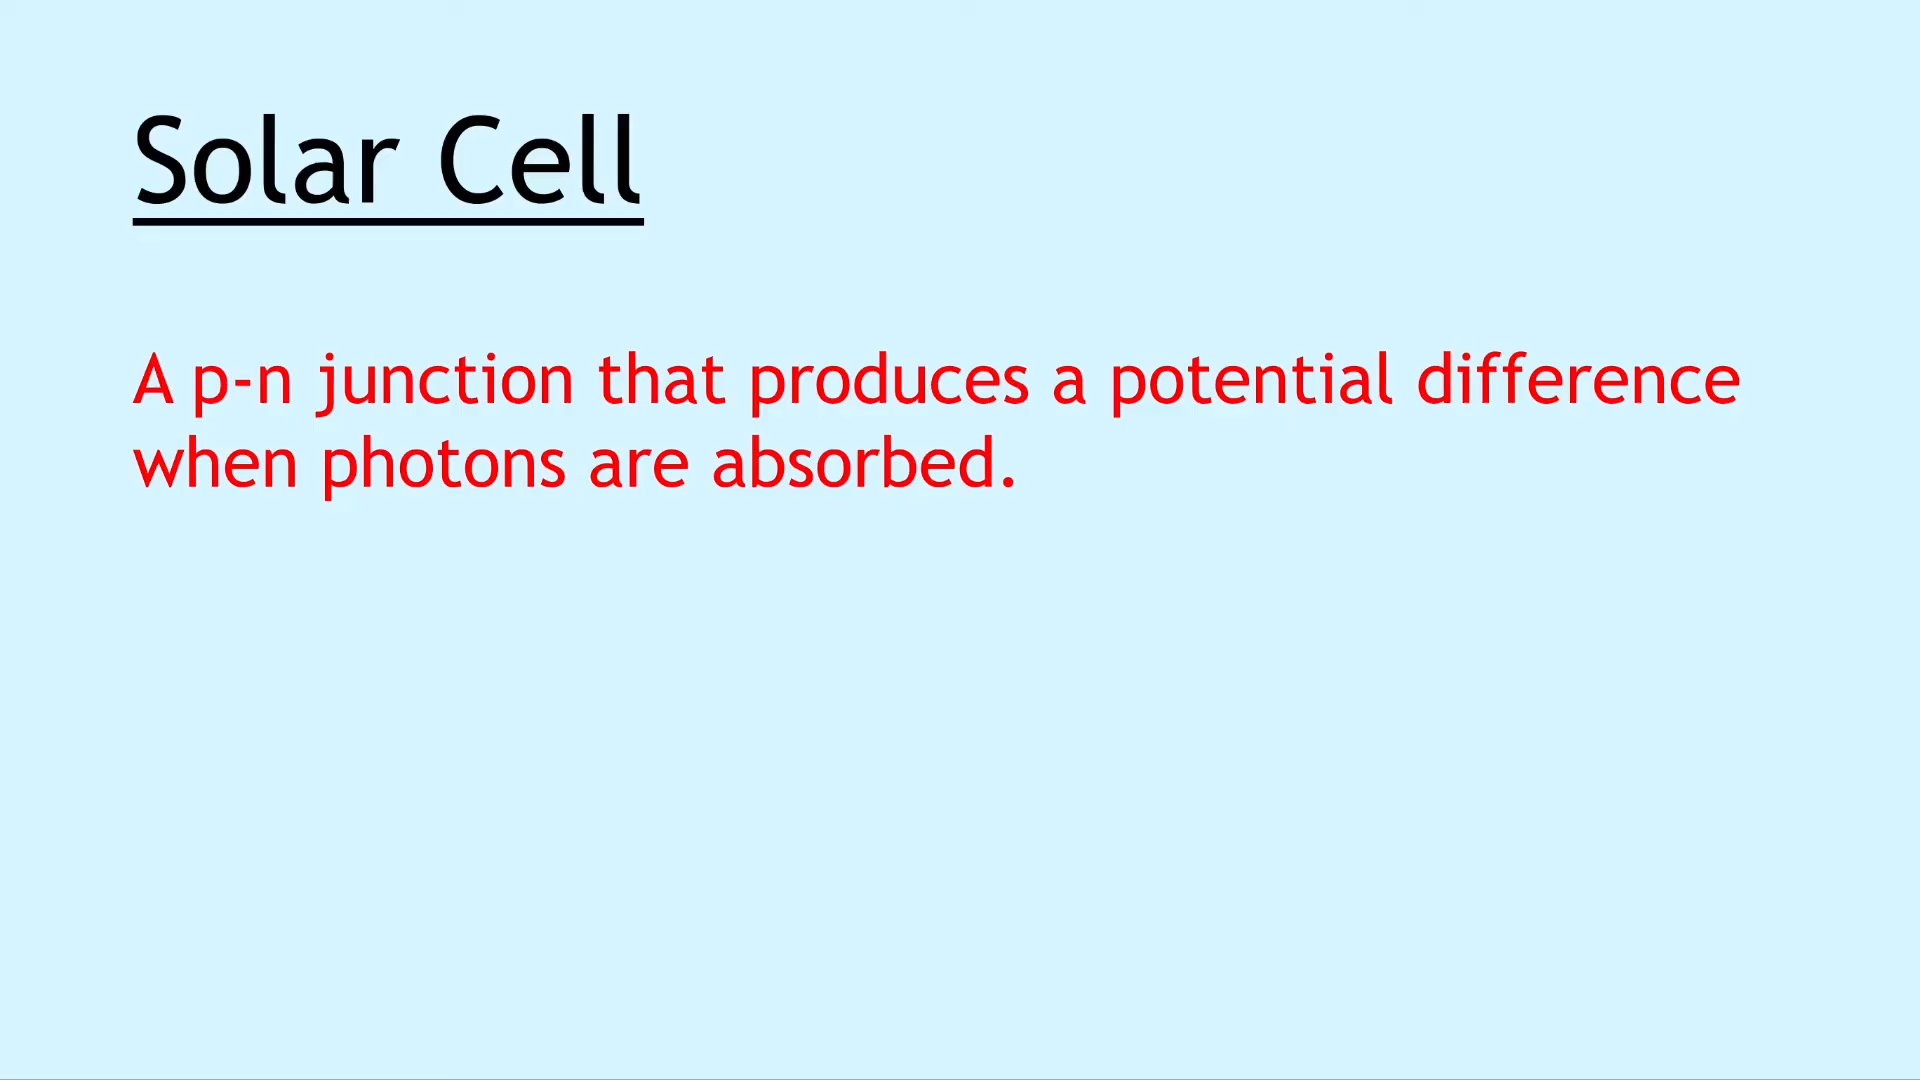 Solar Cell
A p-n junction that produces a potential difference
when photons are absorbed.